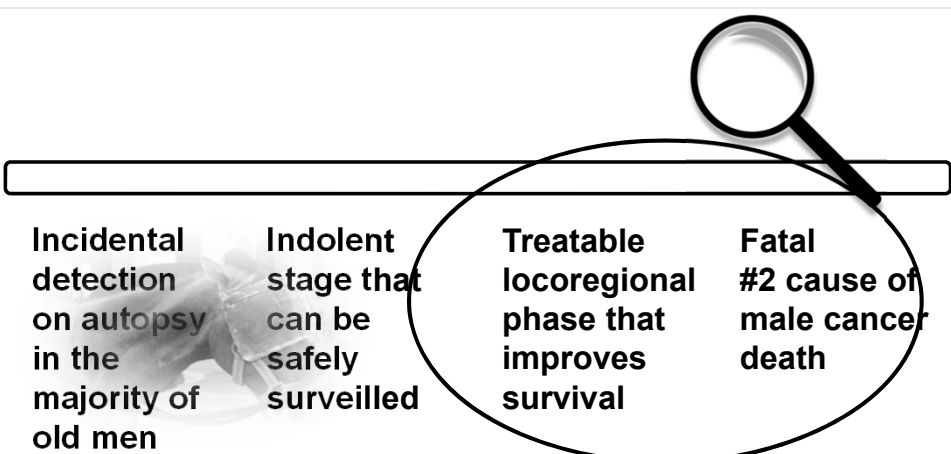 Incidental
detection
on autopsy
in the
majority of
old men
Indolent
stage that
can be
safely
surveilled
Treatable
locoregional
phase that
improves
survival
Fatal
#2 cause of
male cancer
death